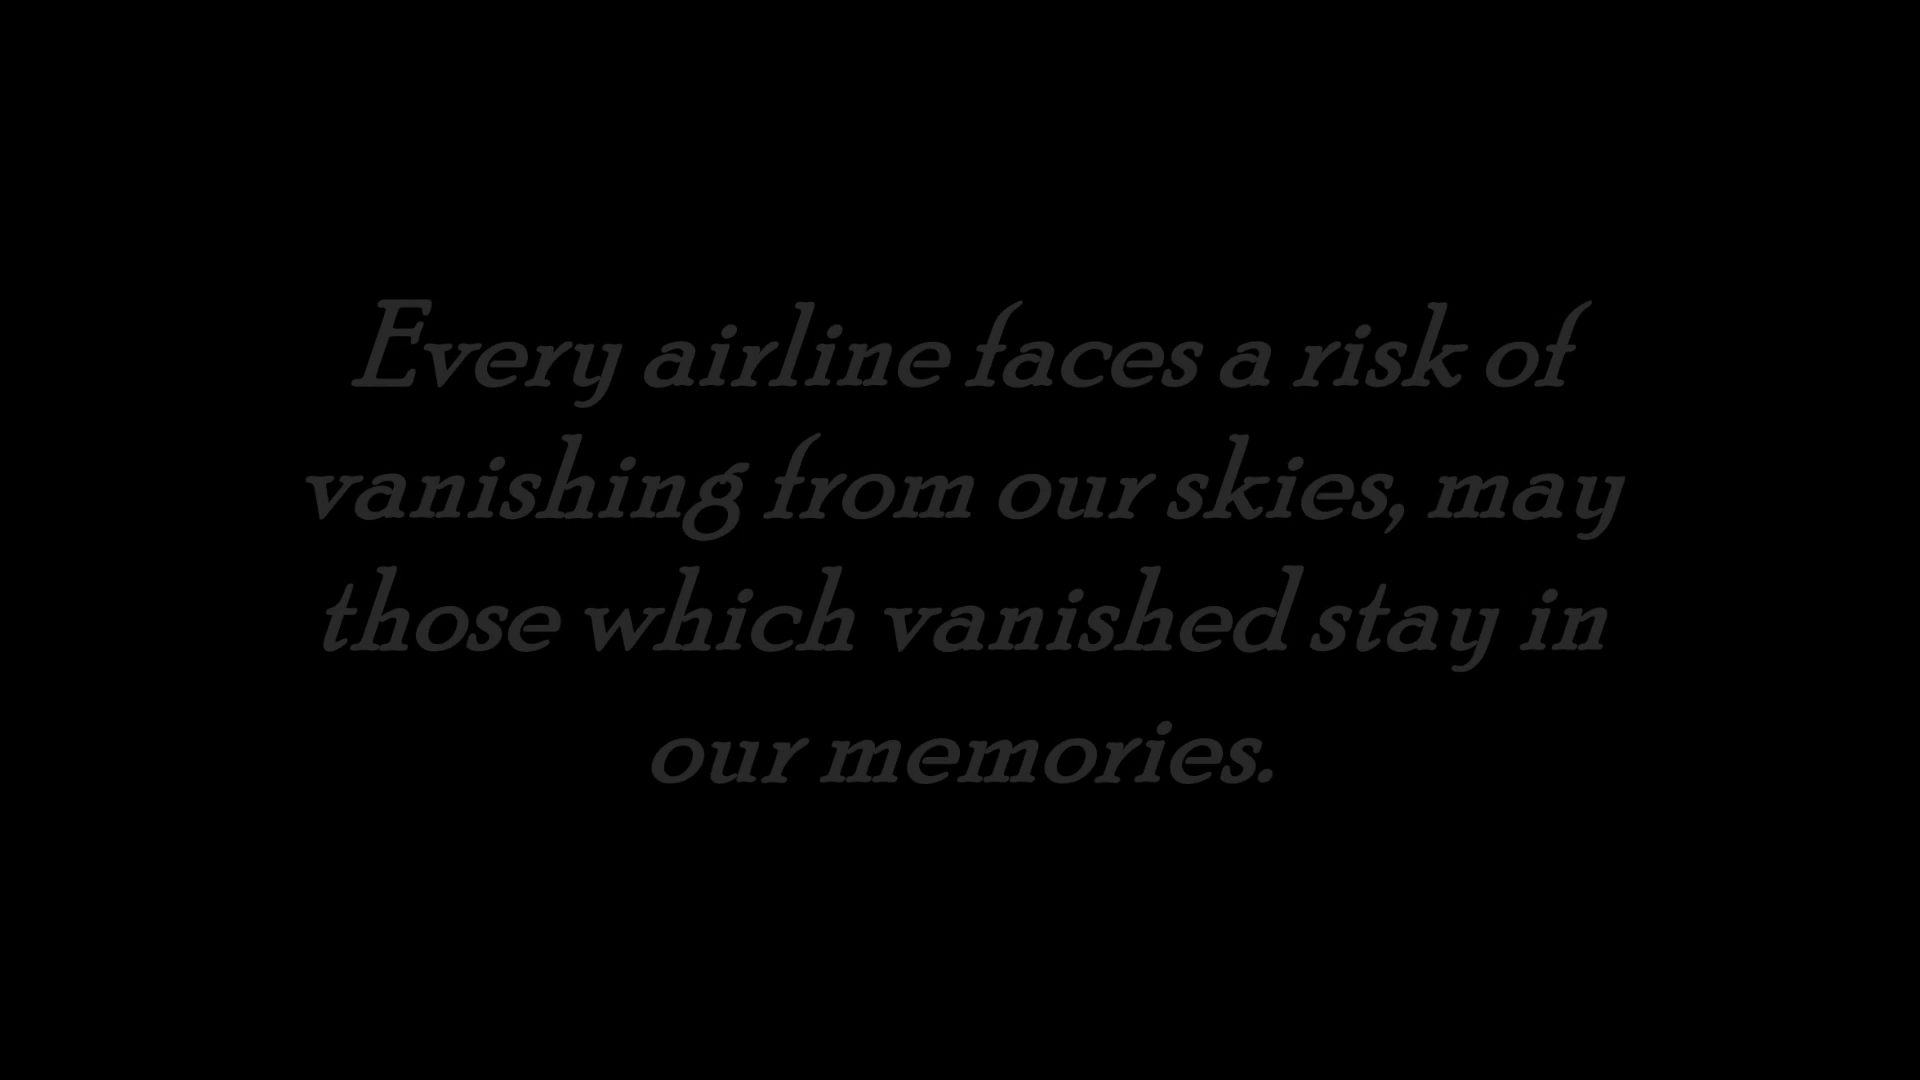 Every airline faces a risk of
vanishing from our skies, may
those which vanished stay in
our memories.